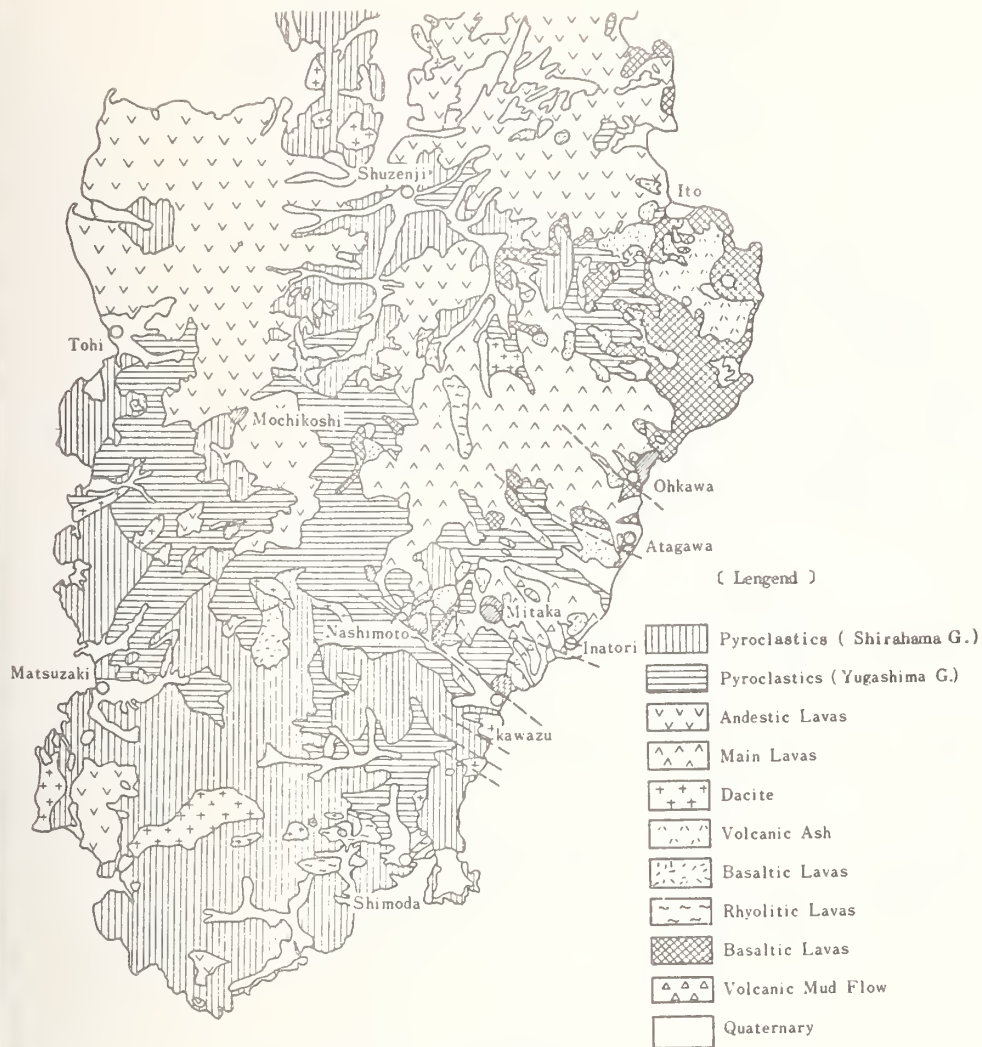 Shuzenji
Ito
Tohi
Mochikoshi
Ohkawa
Atagawa
( Lengend )
Mitaka
Nashimoto
Inatori
Pyroclastics ( Shirahama G. )
Matsuzaki
Pyroclastics ( Yugashima G. )
Andestic Lavas
kawazu
Main Lavas
Dacite
Volcanic Ash
Basaltic Lavas
Shimoda
Rhyolitic Lavas
Basaltic Lavas
Volcanic Mud Flow
Quaternary